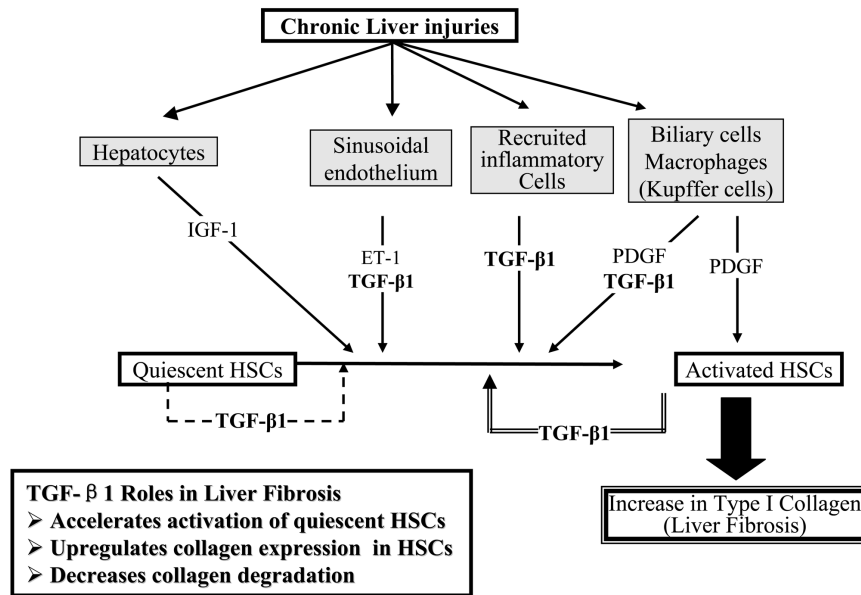 Chronic Liver injuries
Hepatocytes
Sinusoidal
endothelium
Recruited
inflammatory
Cells
Biliary cells
Macrophages
(Kupffer cells)
IGF-1
ET-1
TGF-β1
TGF-β1
PDGF
TGF-β1
PDGF
Quiescent HSCs
Activated HSCs
TGF-β1
TGF-β1
TGF-β1 Roles in Liver Fibrosis
➢ Accelerates activation of quiescent HSCs
➢ Upregulates collagen expression in HSCs
➢ Decreases collagen degradation
Increase in Type I Collagen
(Liver Fibrosis)